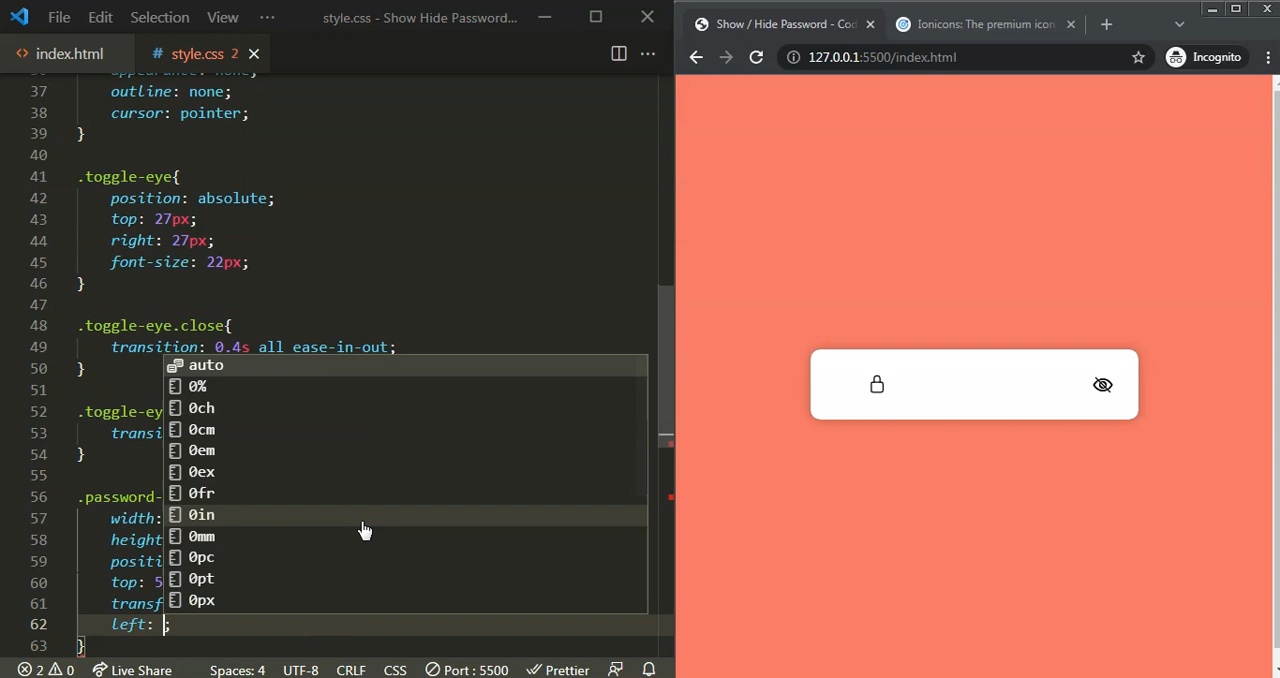 File Edit Selection View ··· style.css - Show Hide Password...
index.html # style.css 2
37 outline: none;
38 cursor: pointer;
39 }
40
41 .toggle-eye{
42 position: absolute;
43 top: 27px;
44 right: 27px;
45 font-size: 22px;
46 }
47
48 .toggle-eye.close{
49 transition: 0.4s all ease-in-out;
50 }
51
52 .toggle-ey
53 transi
54 }
55
56 .password-
57 width:
58 height
59 positi
60 top: 5
61 transf
62 left: ;
63 }
auto
0%
0ch
0cm
0em
0ex
0fr
0in
0mm
0pc
0pt
0px
2 0 Live Share Spaces: 4 UTF-8 CRLF CSS Port : 5500 Prettier
Show / Hide Password - Cod Ionicons: The premium icon
127.0.0.1:5500/index.html Incognito